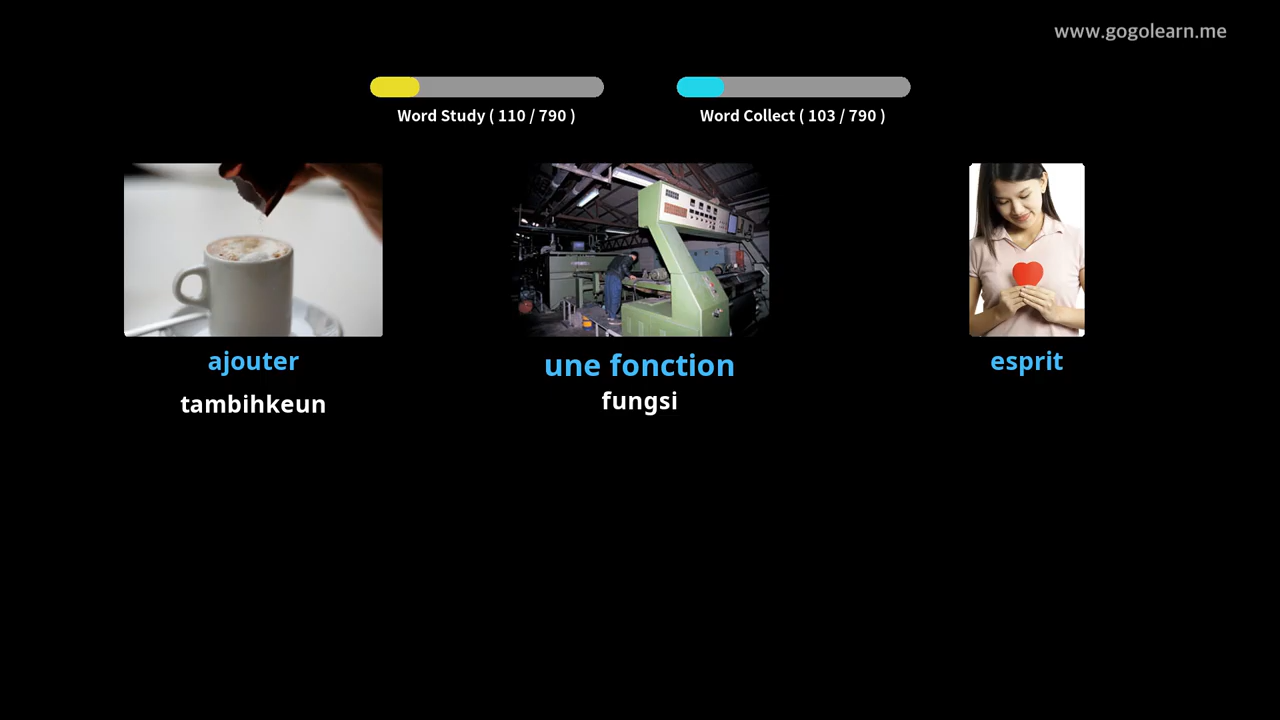 www.gogolearn.me
Word Study ( 110 / 790 )
Word Collect ( 103 / 790 )
ajouter
tambihkeun
une fonction
fungsi
esprit